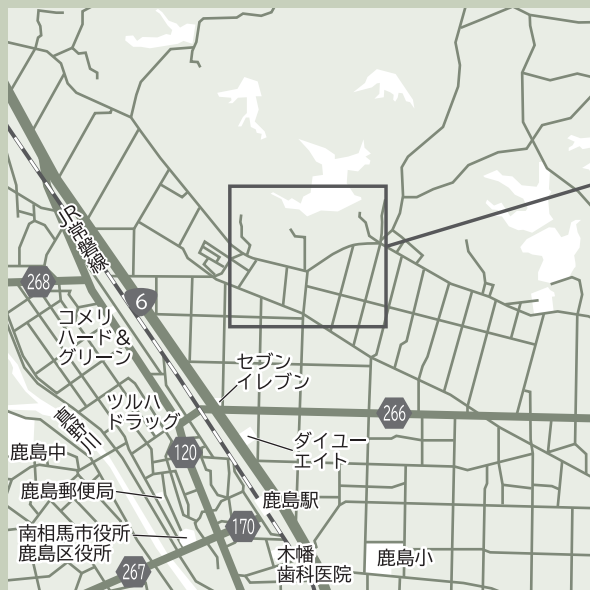 JR常磐線
268
6
コメリ
ハード&
グリーン
セブン
イレブン
ツルハ
ドラッグ
266
真野川
鹿島中
120
ダイユー
エイト
鹿島郵便局
鹿島駅
170
南相馬市役所
鹿島区役所
木幡
歯科医院
鹿島小
267